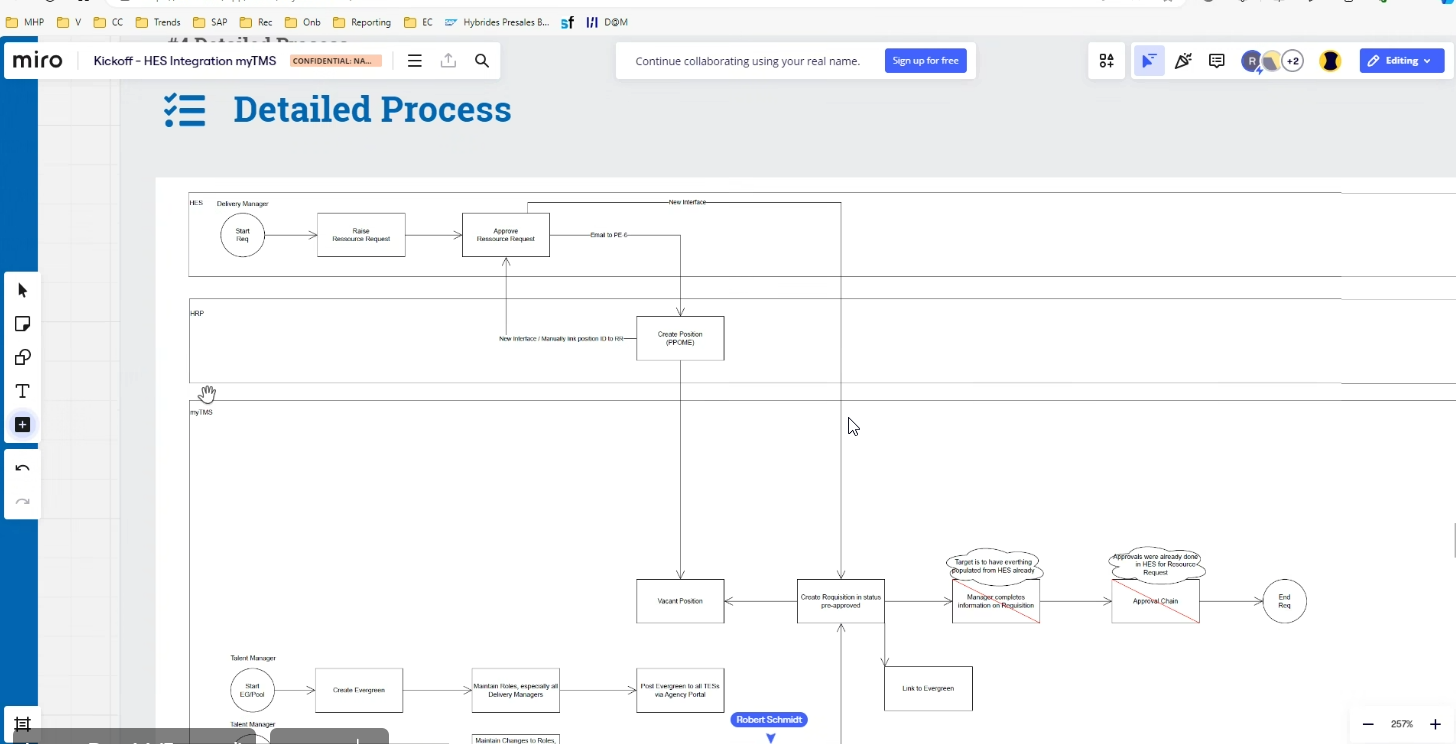 MHP V CC Trends SAP Rec Onb Reporting EC Hybrides Presales B... D@M
miro Kickoff - HES Integration myTMS CONFIDENTIAL: NA... Continue collaborating using your real name. Sign up for free R +2 Editing
Detailed Process
HES
Delivery Manager
Start
Req
Raise
Ressource Request
Approve
Ressource Request
New Interface
Email to PE-6
HRP
New Interface / Manually link position ID to RR
Create Position
(PPOME)
myTMS
Vacant Position
Create Requisition in status
pre-approved
Target is to have everthing
populated from HES already
Manager completes
information on Requisition
Approvals were already done
in HES for Resource
Request
Approval Chain
End
Req
Link to Evergreen
Talent Manager
Start
EG/Pool
Create Evergreen
Maintain Roles, especially all
Delivery Managers
Post Evergreen to all TESs
via Agency Portal
Talent Manager
Maintain Changes to Roles,
Robert Schmidt
257%